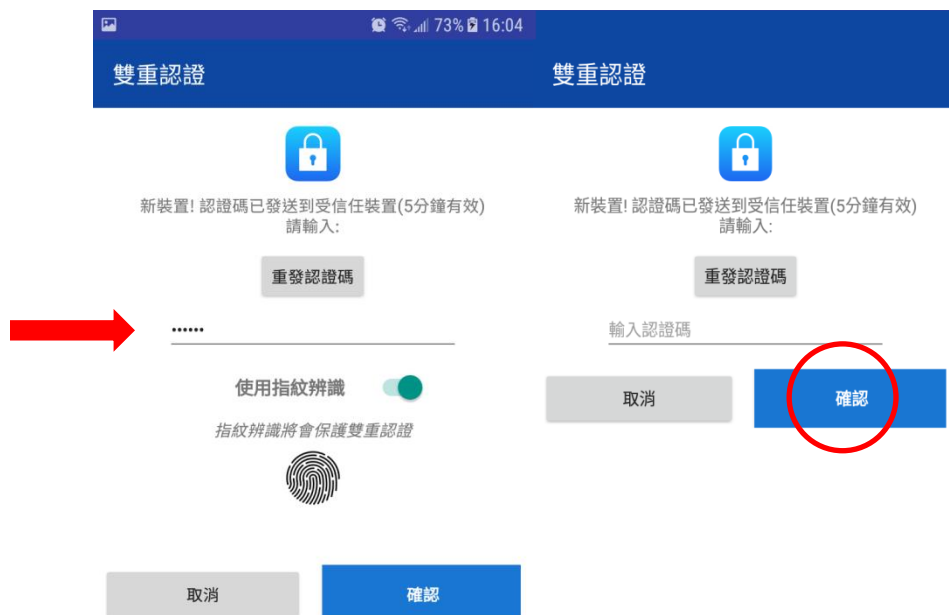 73% 16:04
雙重認證
新裝置! 認證碼已發送到受信任裝置(5分鐘有效)
請輸入:
重發認證碼
••••••
使用指紋辨識
指紋辨識將會保護雙重認證
取消
確認
雙重認證
新裝置! 認證碼已發送到受信任裝置(5分鐘有效)
請輸入:
重發認證碼
輸入認證碼
取消
確認